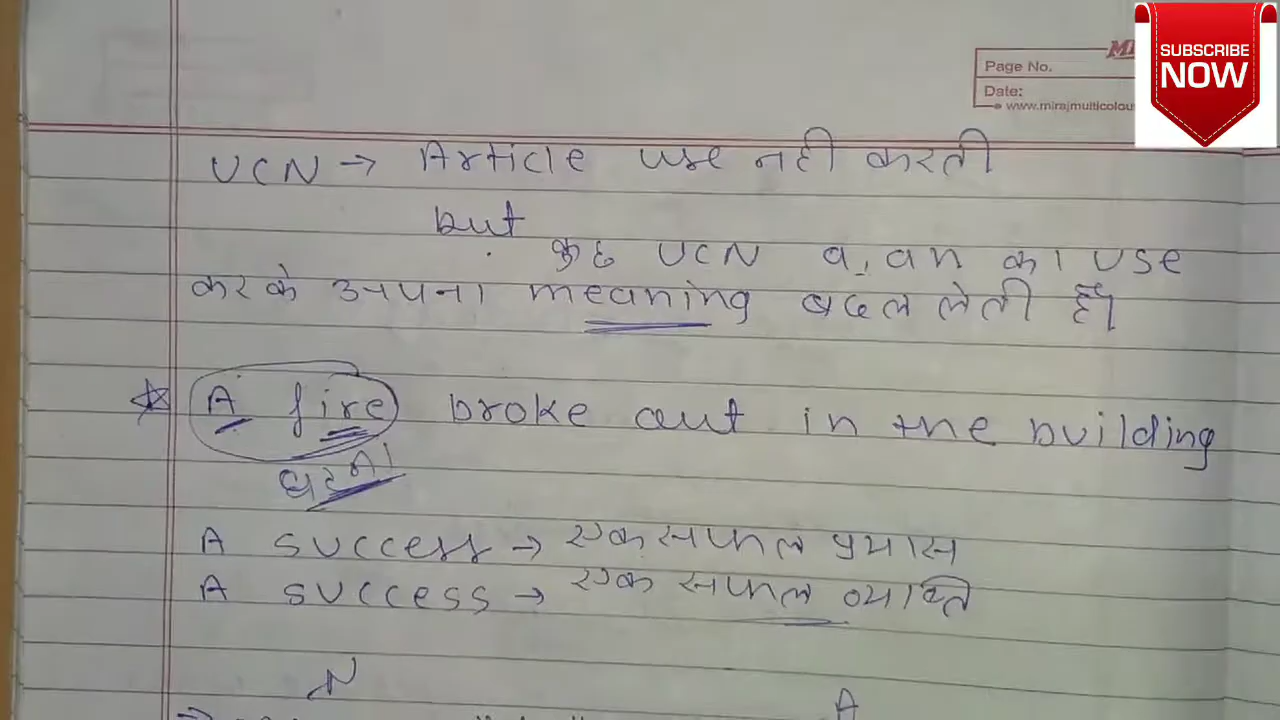 SUBSCRIBE
NOW
Page No.
Date:
www.mirajmulticolou
UCN → Article use नही करती
but
कुछ UCN a, an का use
करके अपना meaning बदल लेती हैं
A fire broke out in the building
घटना
A success → एक सफल प्रयास
A success → एक सफल व्यक्ति
N
A